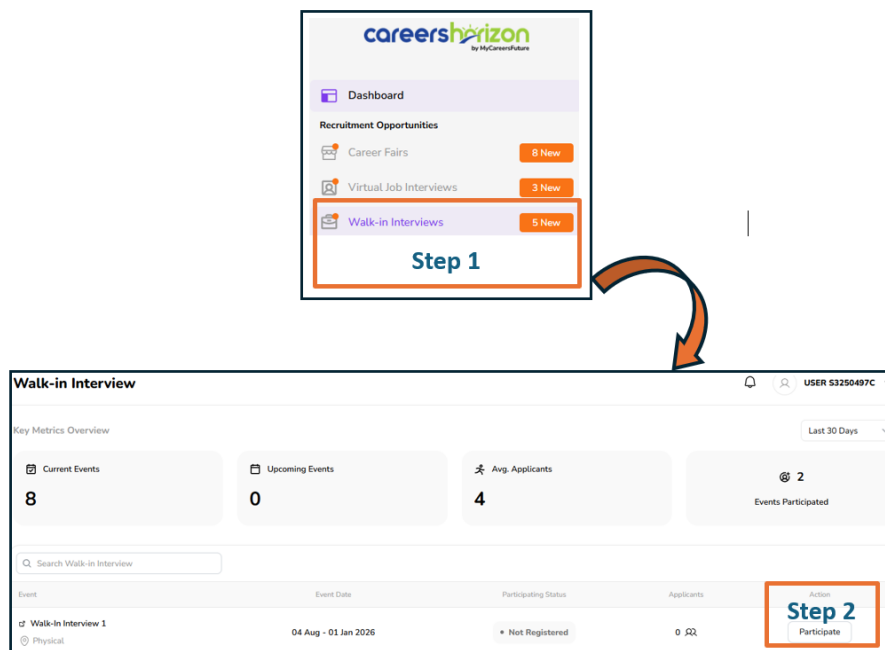 careershorizon
by MyCareersFuture
Dashboard
Recruitment Opportunities
Career Fairs 8 New
Virtual Job Interviews 3 New
Walk-in Interviews 5 New
Step 1
Walk-in Interview USER S3250497C
Key Metrics Overview Last 30 Days
Current Events Upcoming Events Avg. Applicants 2
8 0 4 Events Participated
Search Walk-in Interview
Event Event Date Participating Status Applicants Action
Step 2
Walk-In Interview 1
04 Aug - 01 Jan 2026 • Not Registered 0 Participate
Physical